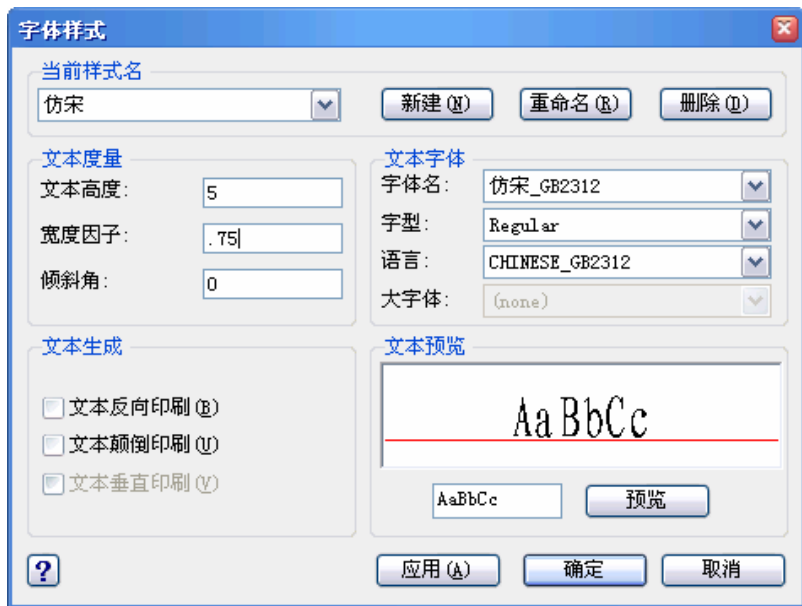 字体样式
当前样式名
仿宋 新建(N) 重命名(R) 删除(D)
文本度量
文本高度: 5
宽度因子: .75
倾斜角: 0
文本字体
字体名: 仿宋_GB2312
字型: Regular
语言: CHINESE_GB2312
大字体: (none)
文本生成
文本反向印刷(B)
文本颠倒印刷(U)
文本垂直印刷(V)
文本预览
AaBbCc
AaBbCc 预览
? 应用(A) 确定 取消